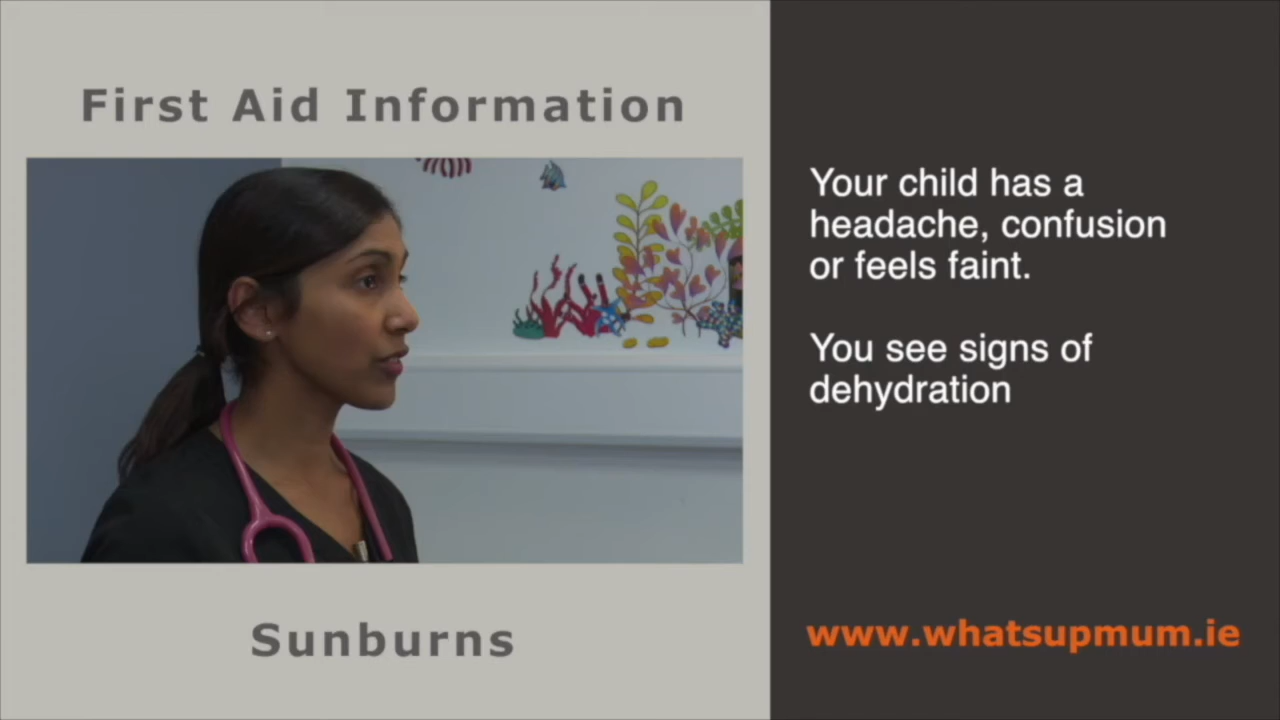 First Aid Information
Your child has a
headache, confusion
or feels faint.
You see signs of
dehydration
Sunburns
www.whatsupmum.ie